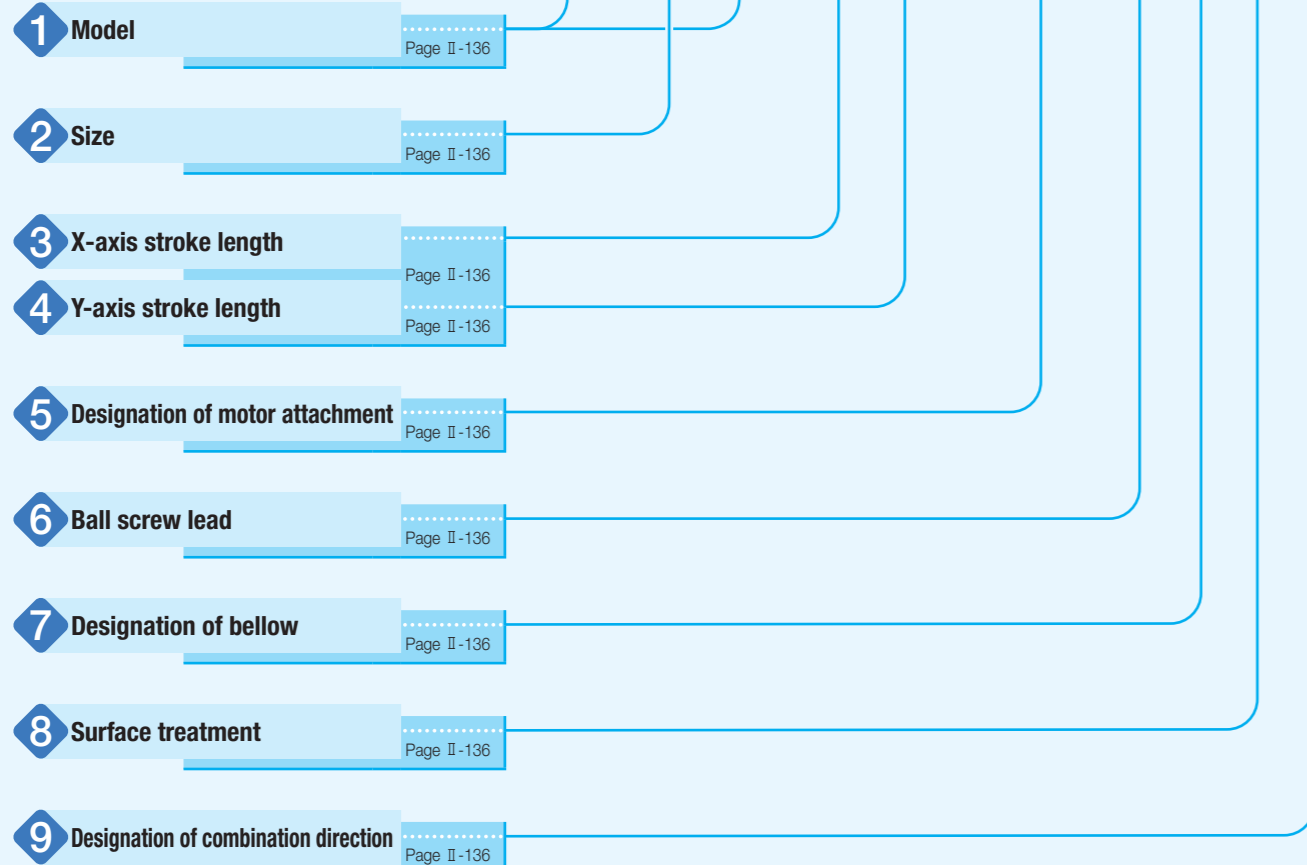 1 Model
Page Ⅱ-136
2 Size
Page Ⅱ-136
3 X-axis stroke length
Page Ⅱ-136
4 Y-axis stroke length
Page Ⅱ-136
5 Designation of motor attachment
Page Ⅱ-136
6 Ball screw lead
Page Ⅱ-136
7 Designation of bellow
Page Ⅱ-136
8 Surface treatment
Page Ⅱ-136
9 Designation of combination direction
Page Ⅱ-136